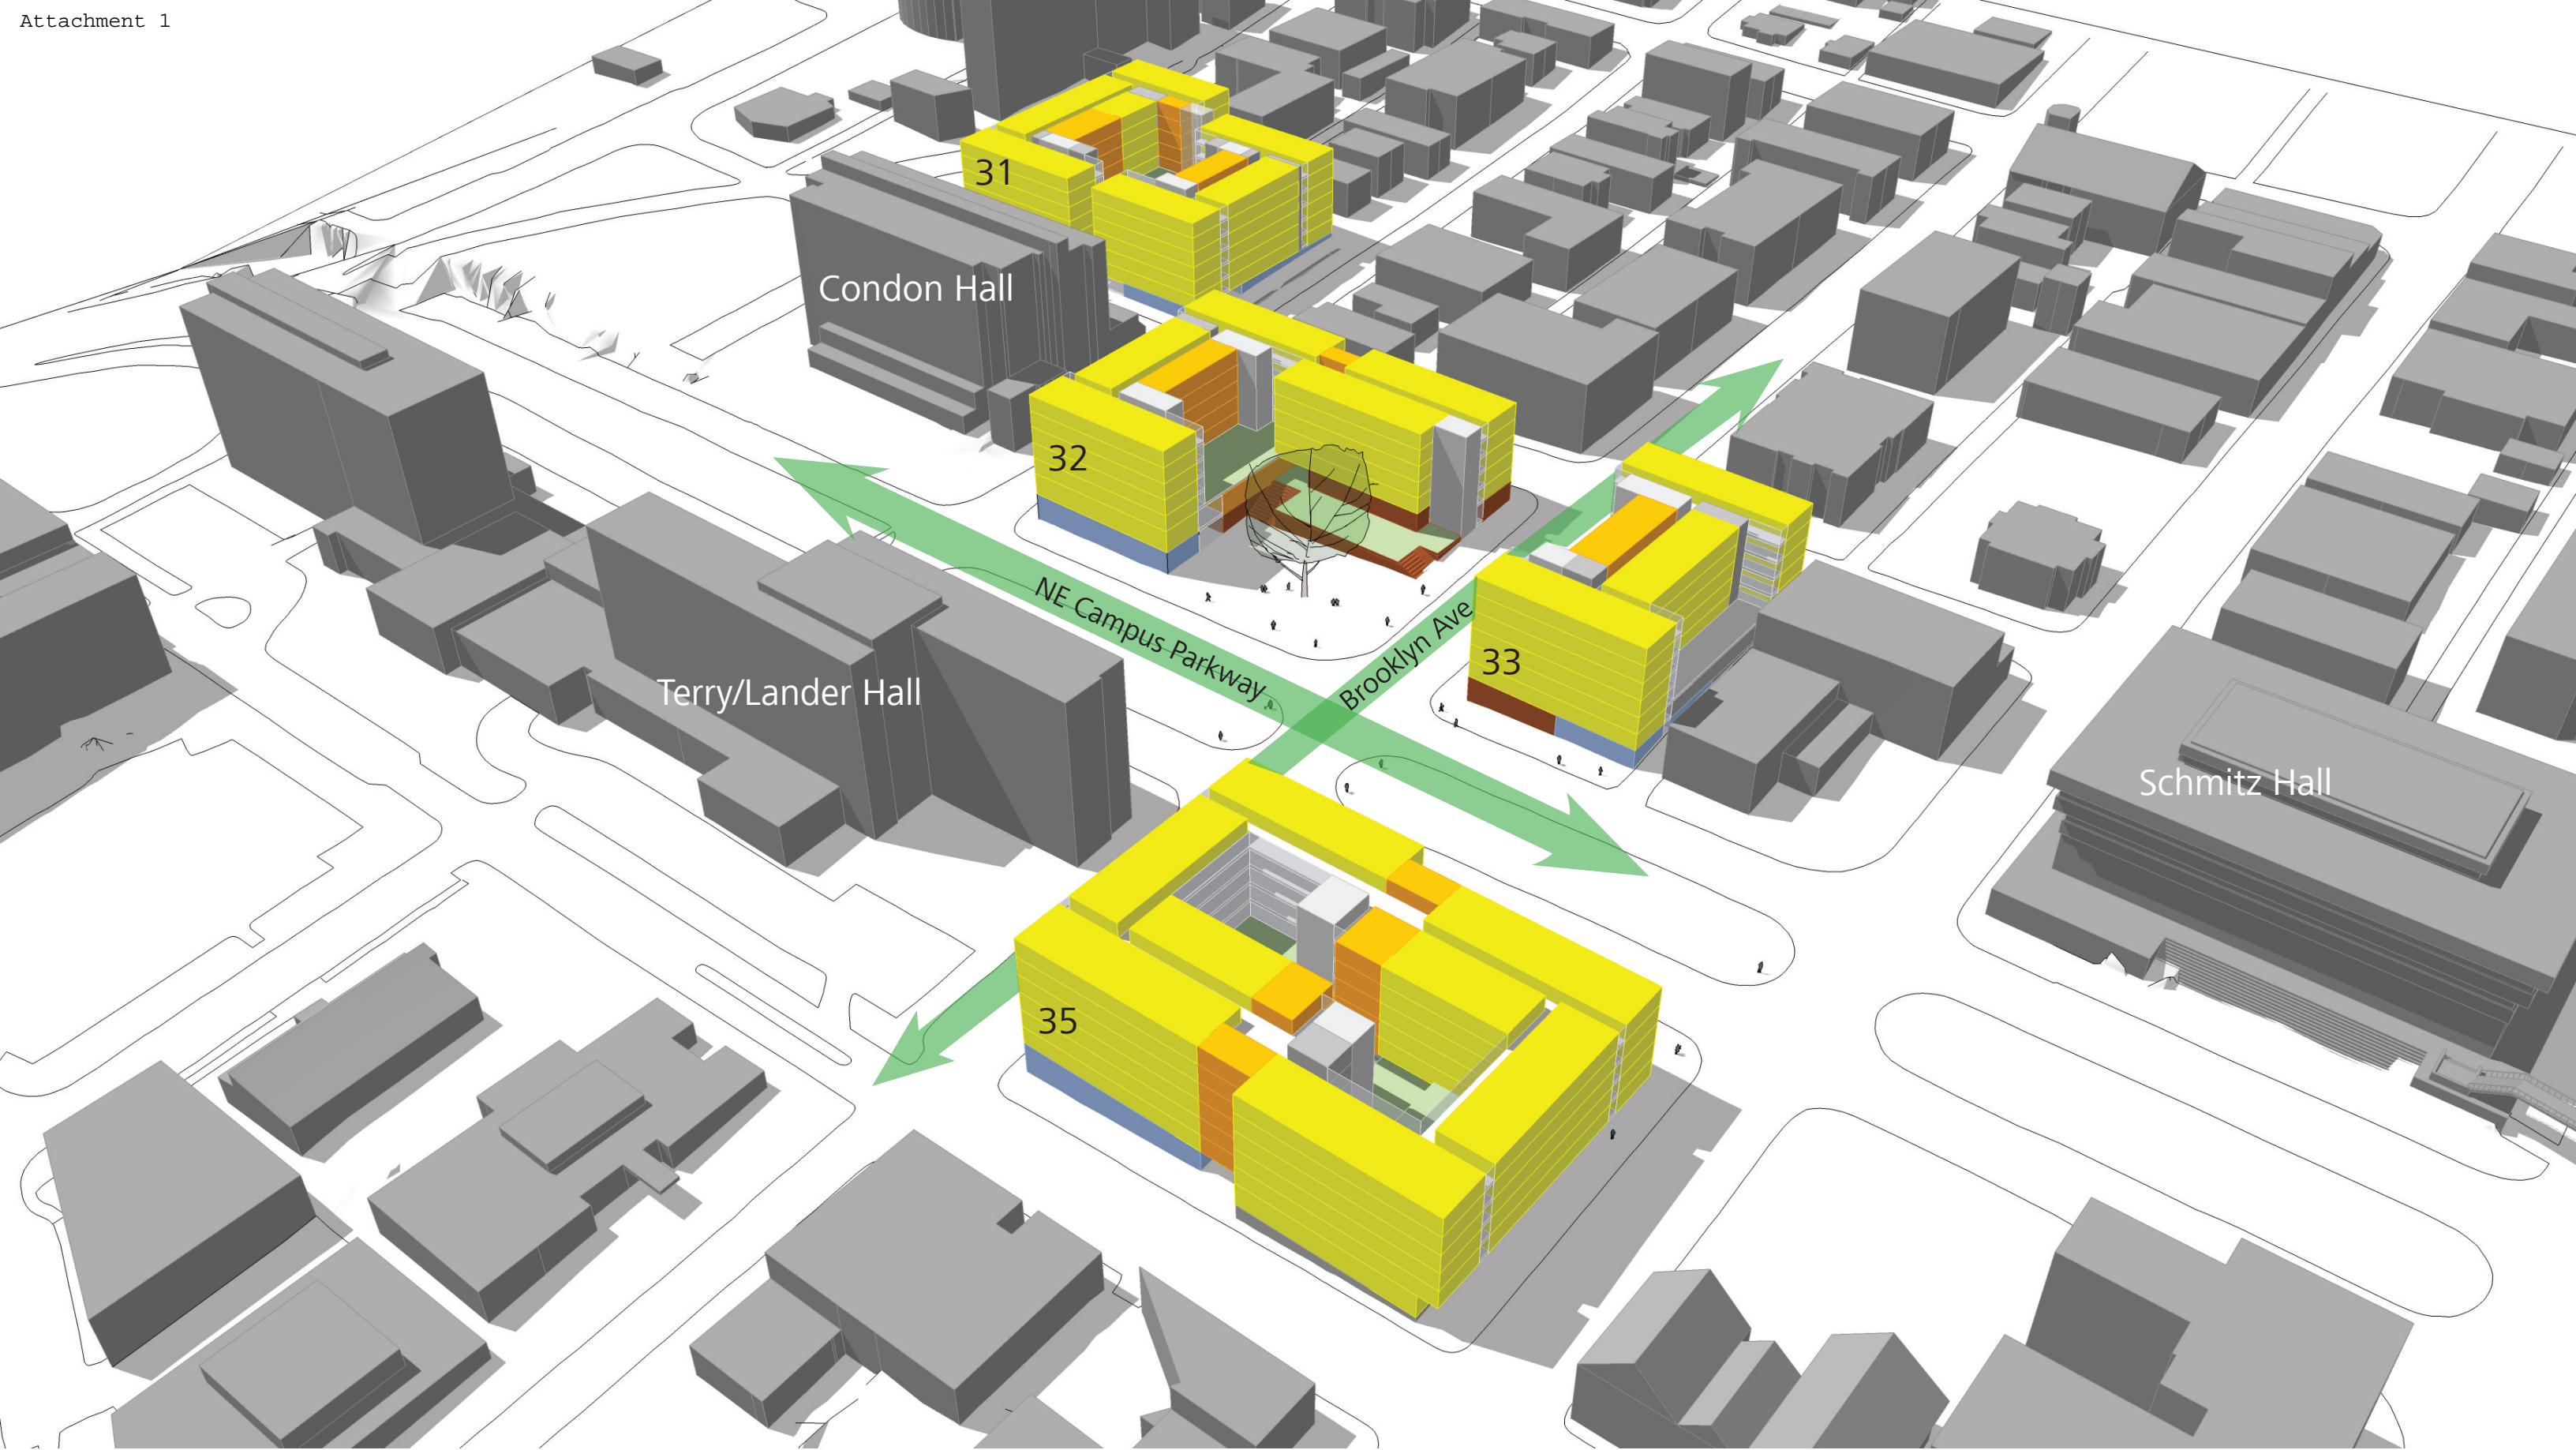 Attachment 1
31
Condon Hall
32
NE Campus Parkway
Brooklyn Ave
33
Terry/Lander Hall
Schmitz Hall
35